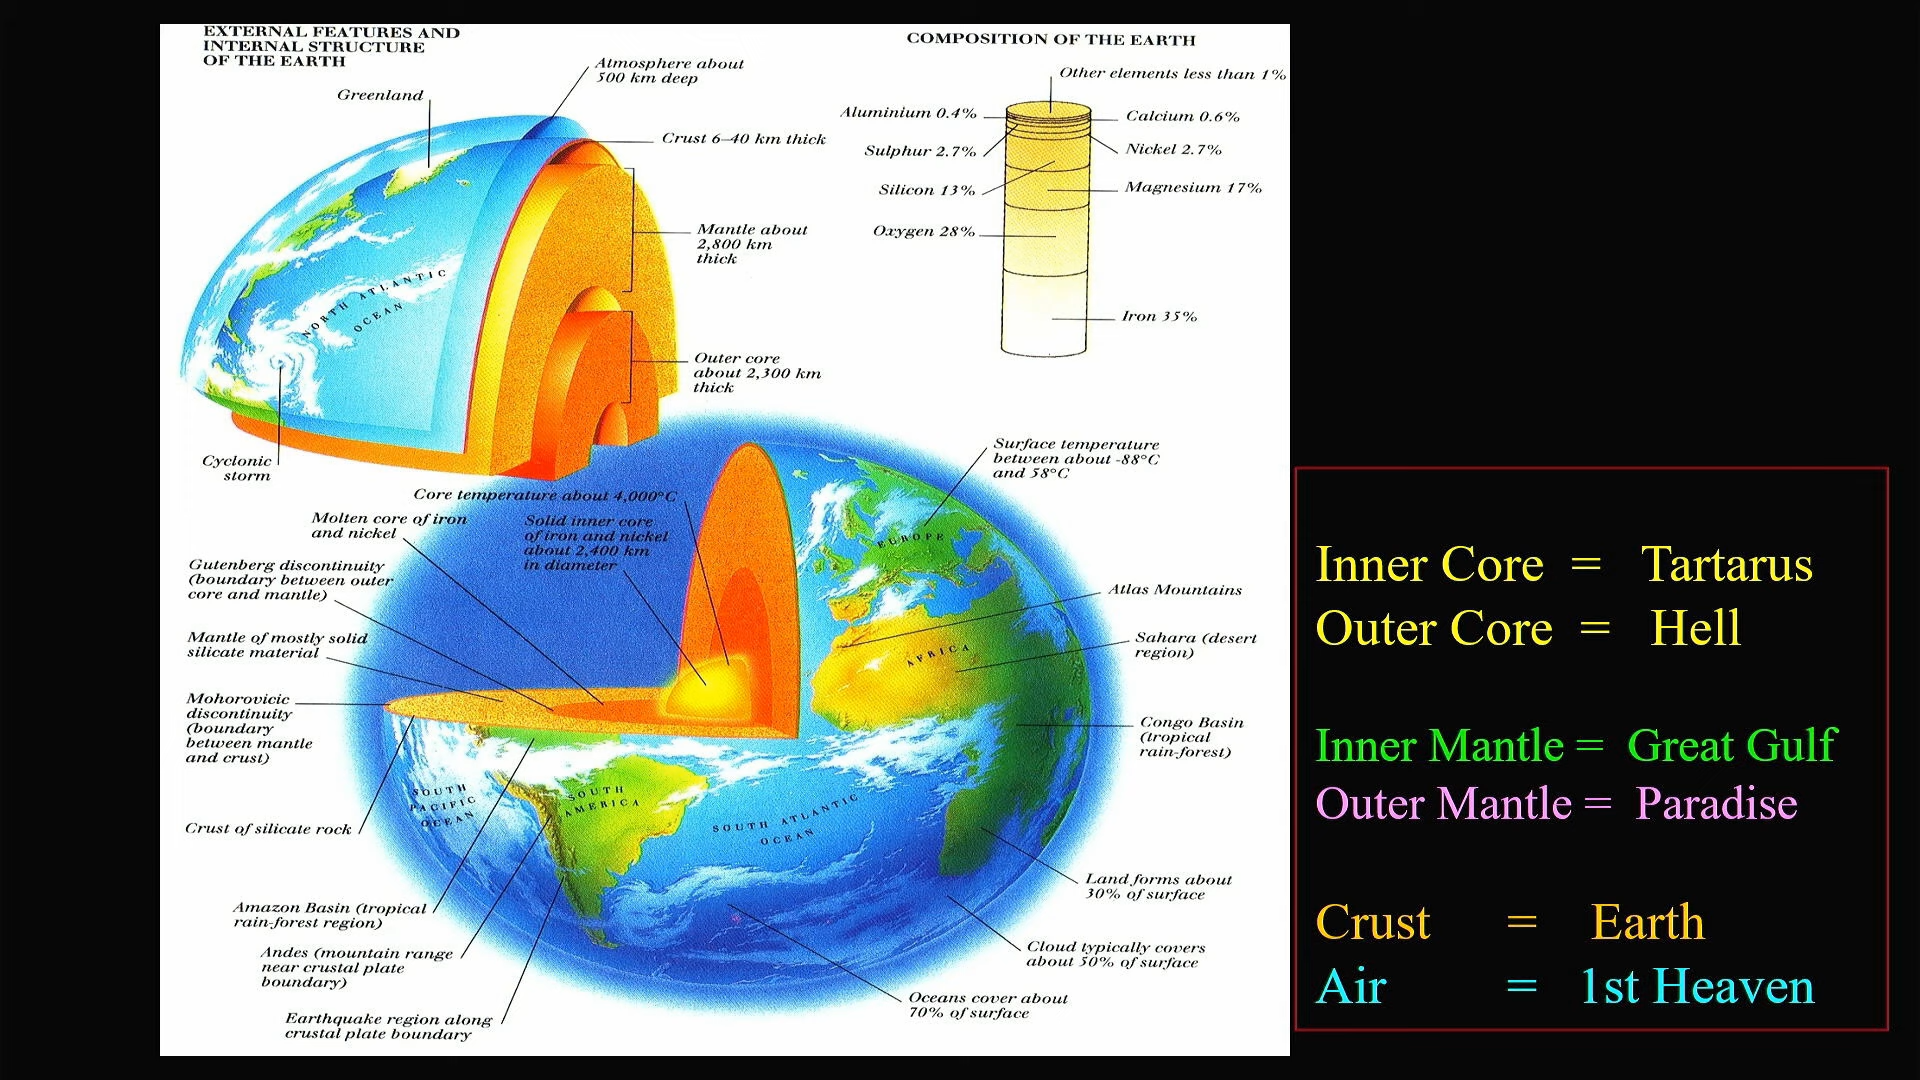 EXTERNAL FEATURES AND
INTERNAL STRUCTURE
OF THE EARTH
Atmosphere about
500 km deep
Greenland
Crust 6–40 km thick
Mantle about
2,800 km
thick
NORTH ATLANTIC
OCEAN
Outer core
about 2,300 km
thick
Cyclonic
storm
COMPOSITION OF THE EARTH
Other elements less than 1%
Aluminium 0.4%
Calcium 0.6%
Sulphur 2.7%
Nickel 2.7%
Silicon 13%
Magnesium 17%
Oxygen 28%
Iron 35%
Surface temperature
between about -88°C
and 58°C
Core temperature about 4,000°C
Molten core of iron
and nickel
Solid inner core
of iron and nickel
about 2,400 km
in diameter
Gutenberg discontinuity
(boundary between outer
core and mantle)
Mantle of mostly solid
silicate material
Mohorovicic
discontinuity
(boundary
between mantle
and crust)
Crust of silicate rock
Amazon Basin (tropical
rain-forest region)
Andes (mountain range
near crustal plate
boundary)
Earthquake region along
crustal plate boundary
EUROPE
Atlas Mountains
Sahara (desert
region)
AFRICA
Congo Basin
(tropical
rain-forest)
SOUTH
PACIFIC
OCEAN
SOUTH
AMERICA
SOUTH ATLANTIC
OCEAN
Land forms about
30% of surface
Cloud typically covers
about 50% of surface
Oceans cover about
70% of surface
Inner Core = Tartarus
Outer Core = Hell
Inner Mantle = Great Gulf
Outer Mantle = Paradise
Crust = Earth
Air = 1st Heaven